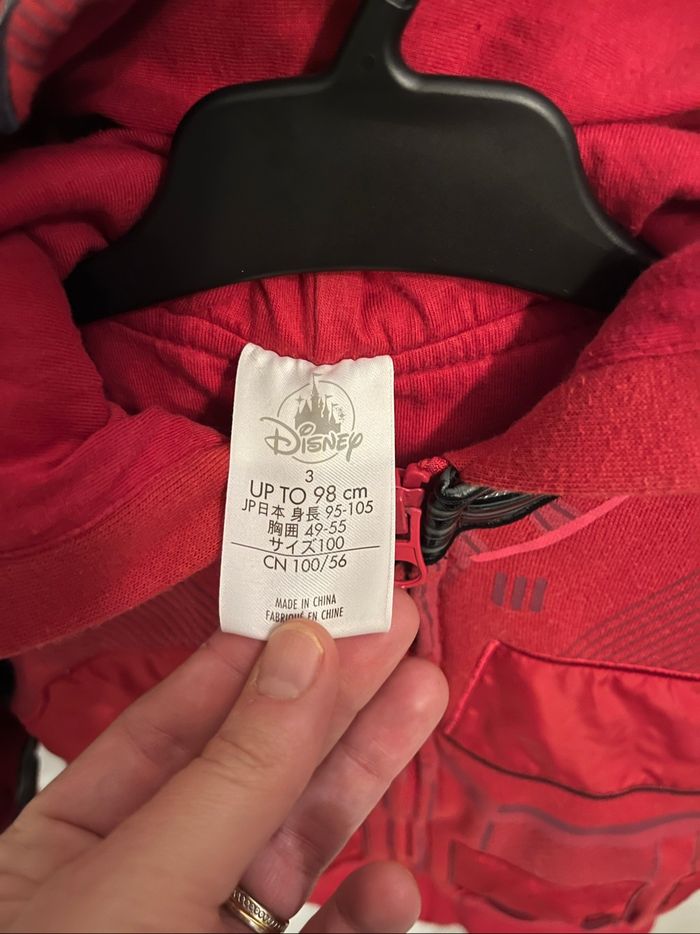 Disney
3
UP TO 98 cm
JP日本 身長 95-105
胸囲 49-55
サイズ100
CN 100/56
MADE IN CHINA
FABRIQUÉ EN CHINE